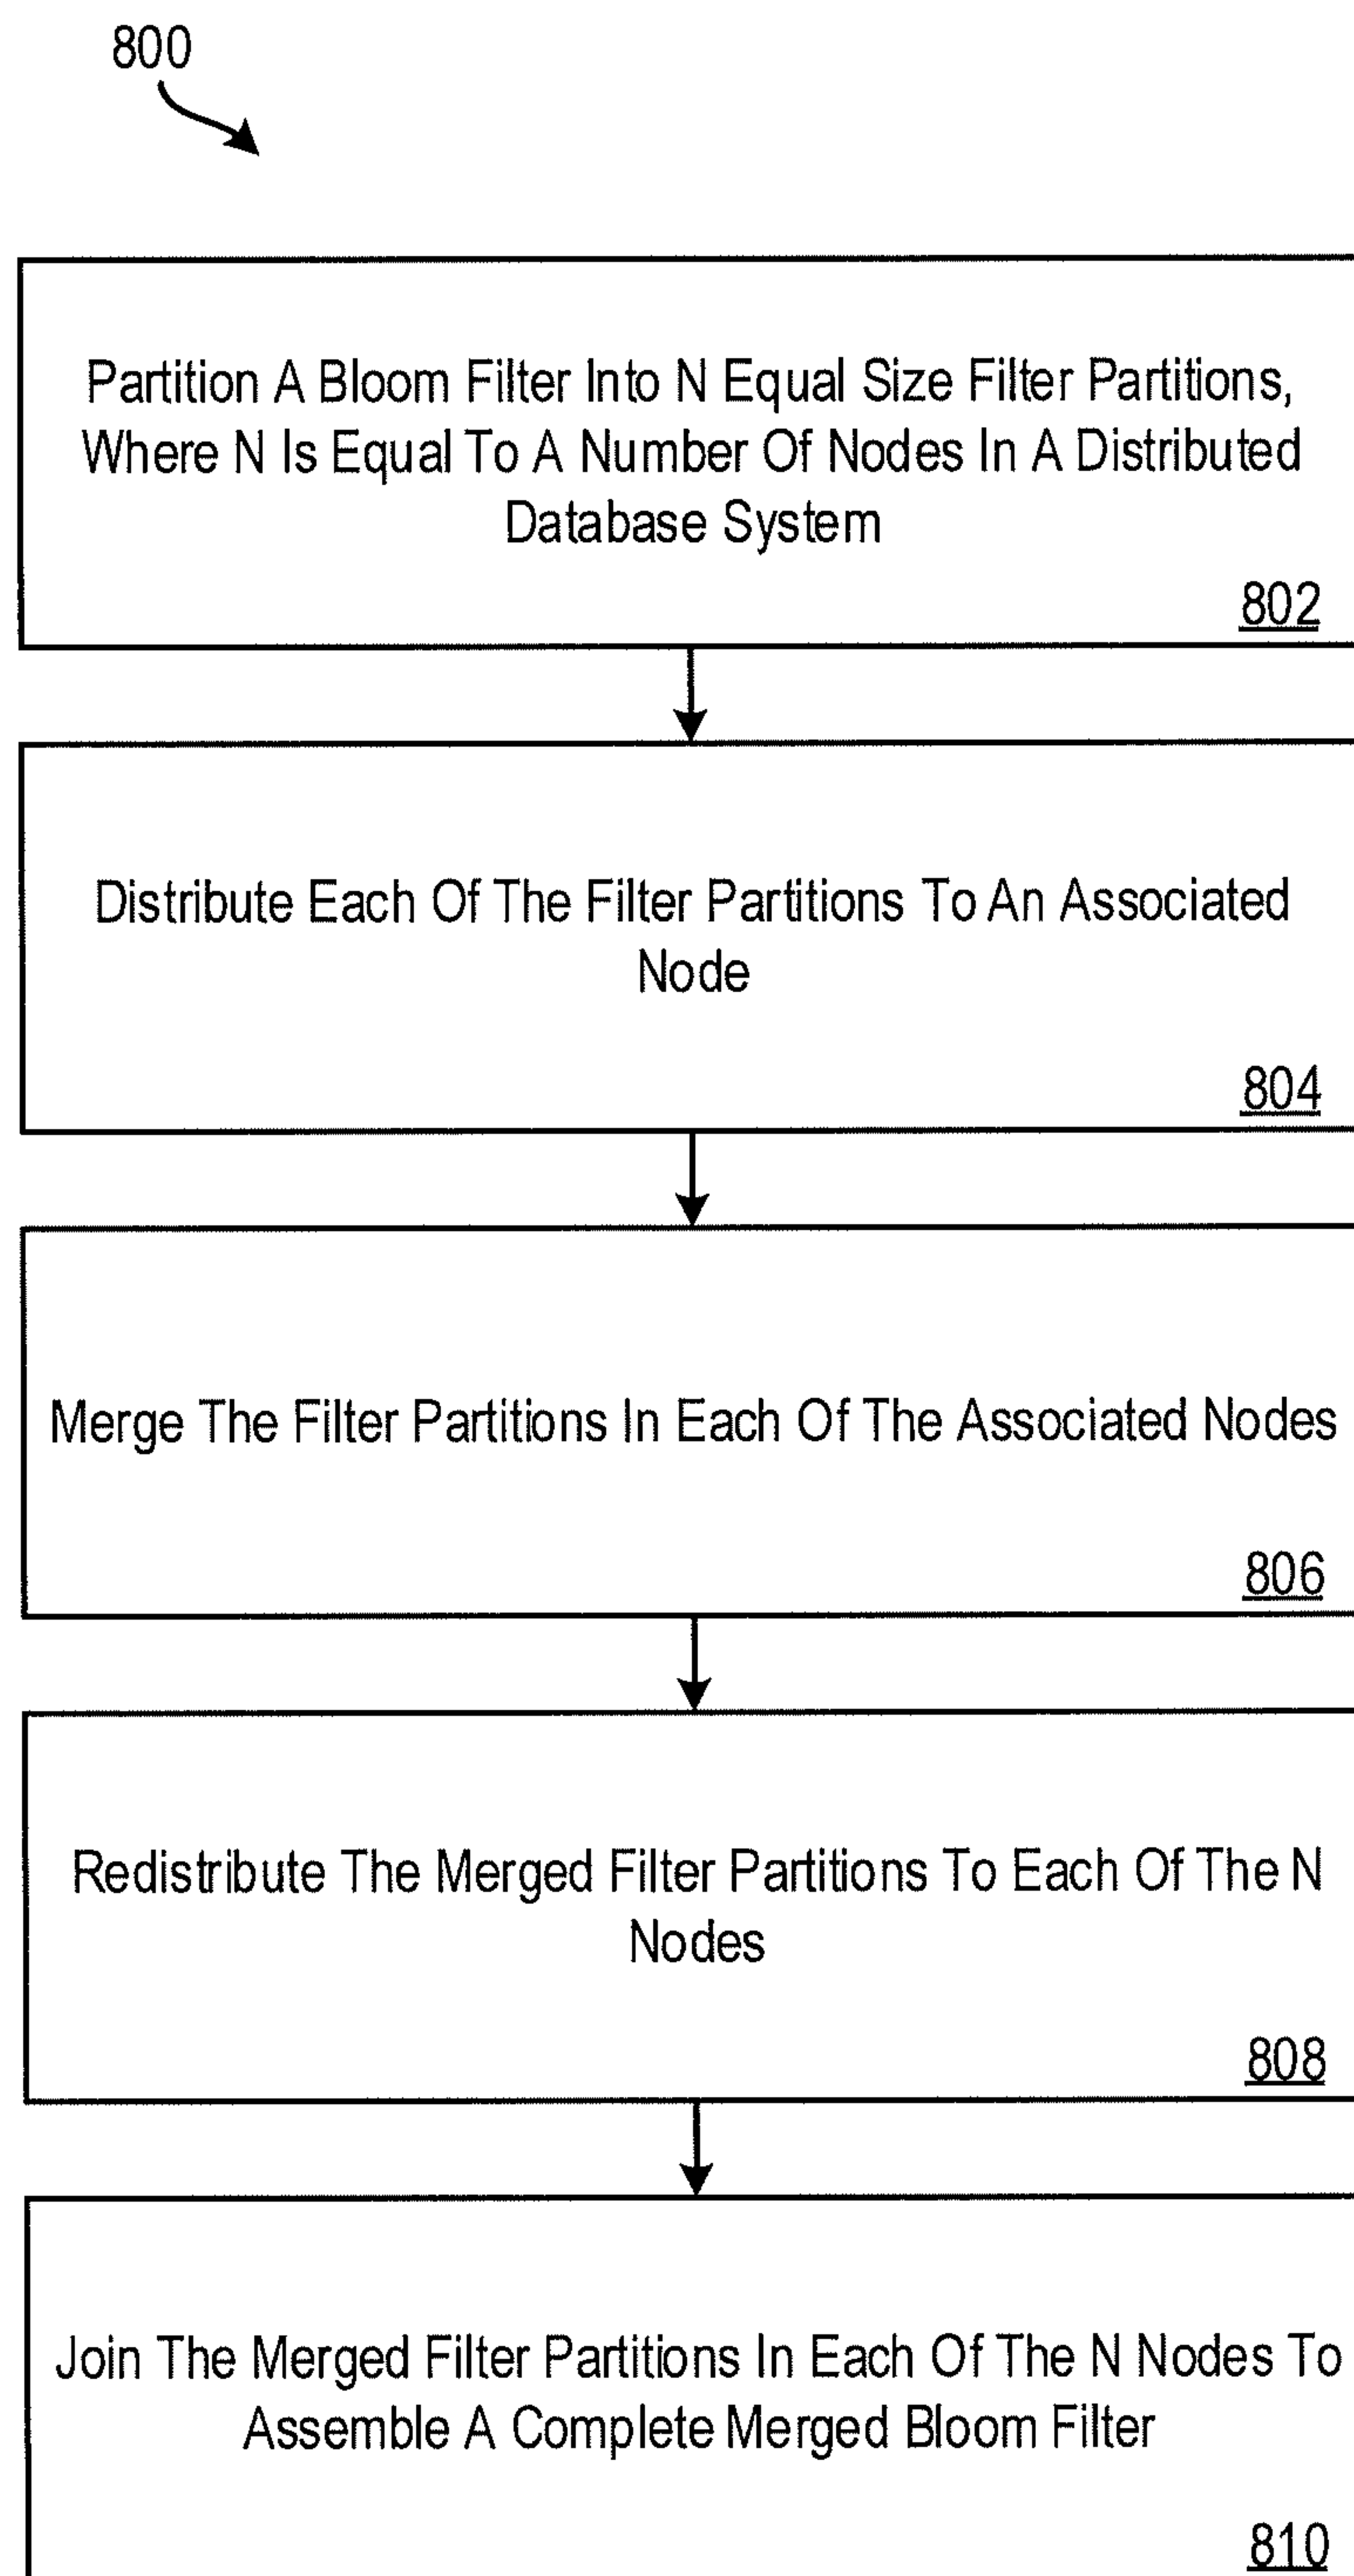 800
Partition A Bloom Filter Into N Equal Size Filter Partitions,
Where N Is Equal To A Number Of Nodes In A Distributed
Database System
802
Distribute Each Of The Filter Partitions To An Associated
Node
804
Merge The Filter Partitions In Each Of The Associated Nodes
806
Redistribute The Merged Filter Partitions To Each Of The N
Nodes
808
Join The Merged Filter Partitions In Each Of The N Nodes To
Assemble A Complete Merged Bloom Filter
810